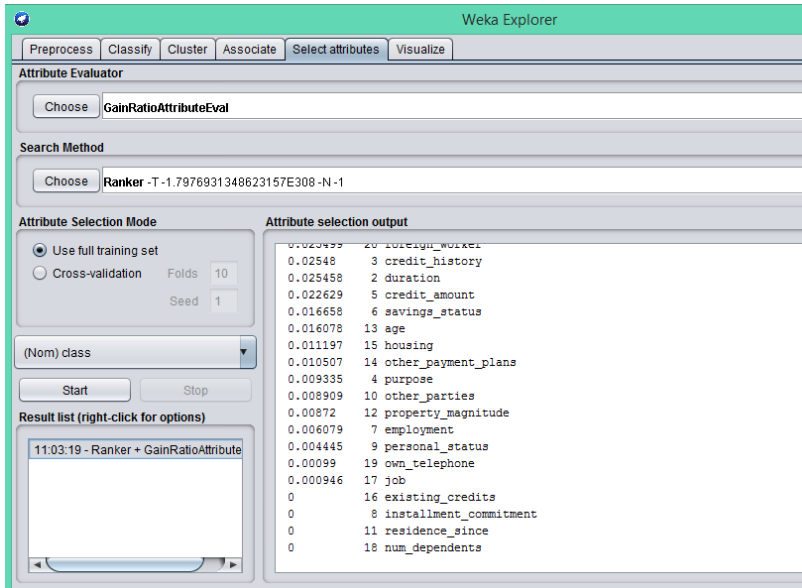 Weka Explorer
Preprocess Classify Cluster Associate Select attributes Visualize
Attribute Evaluator
Choose GainRatioAttributeEval
Search Method
Choose Ranker -T -1.7976931348623157E308 -N -1
Attribute Selection Mode
Use full training set
Cross-validation Folds 10
Seed 1
(Nom) class
Start Stop
Result list (right-click for options)
11:03:19 - Ranker + GainRatioAttribute
Attribute selection output
20 foreign_worker
0.02548 3 credit_history
0.025458 2 duration
0.022629 5 credit_amount
0.016658 6 savings_status
0.016078 13 age
0.011197 15 housing
0.010507 14 other_payment_plans
0.009335 4 purpose
0.008909 10 other_parties
0.00872 12 property_magnitude
0.006079 7 employment
0.004445 9 personal_status
0.00099 19 own_telephone
0.000946 17 job
0 16 existing_credits
0 8 installment_commitment
0 11 residence_since
0 18 num_dependents